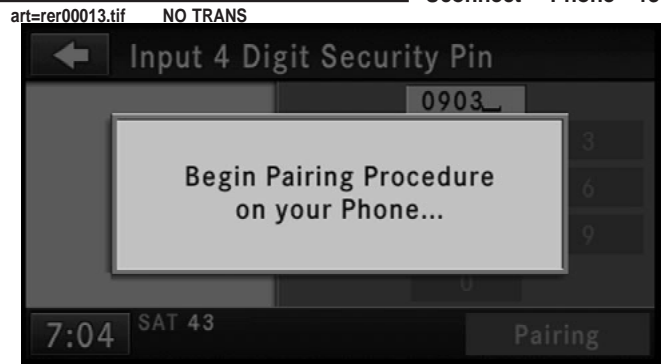 art=rer00013.tif NO TRANS
Input 4 Digit Security Pin
0903_
3
Begin Pairing Procedure
on your Phone...
6
9
0
7:04 SAT 43 Pairing